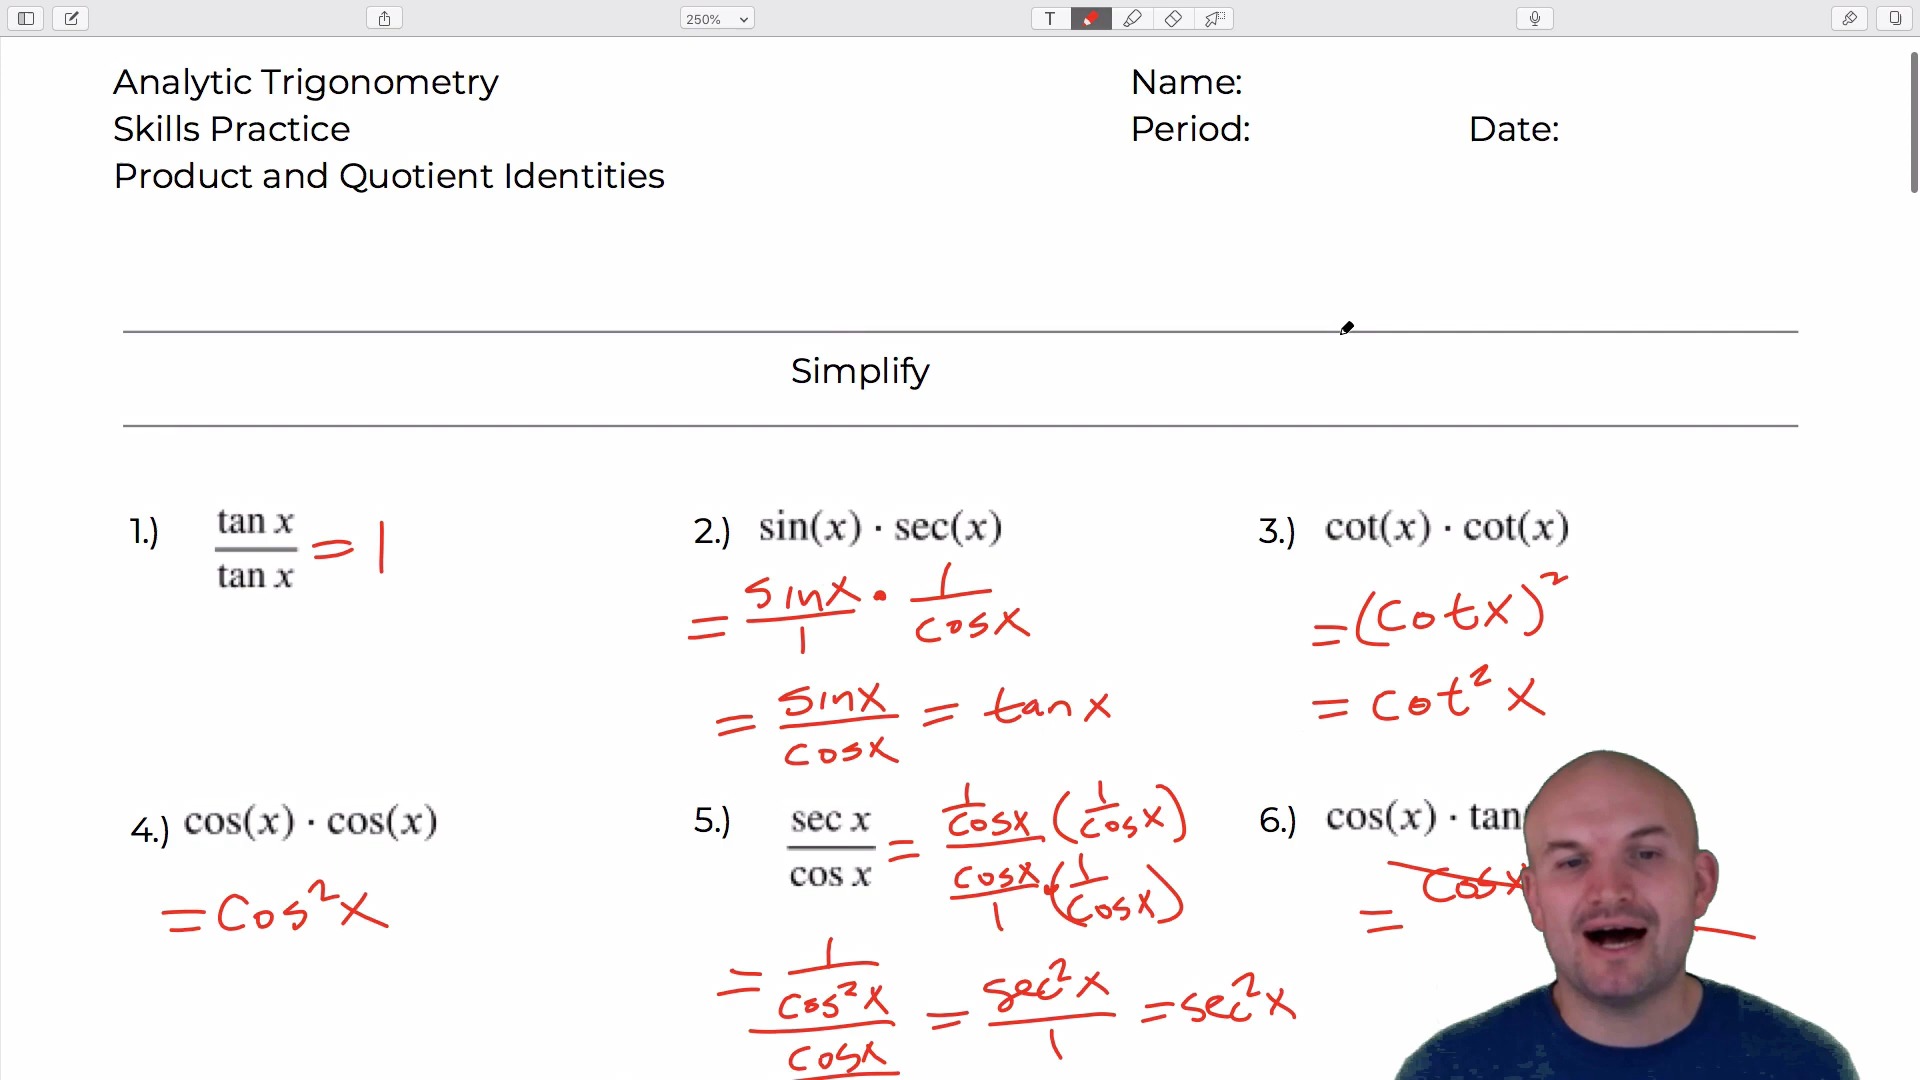 250%
T
Analytic Trigonometry
Name:
Skills Practice
Period:
Date:
Product and Quotient Identities
Simplify
1.) tan x / tan x = 1
2.) sin(x) · sec(x)
= sinx/1 · 1/cosx
= sinx/cosx = tan x
3.) cot(x) · cot(x)
= (cotx)²
= cot² x
4.) cos(x) · cos(x)
= cos²x
5.) sec x / cos x = 1/cosx (1/cosx) / cosx/1 · (1/cosx)
= 1/cos²x / cosx = sec²x/1 = sec²x
6.) cos(x) · tan
= cosx